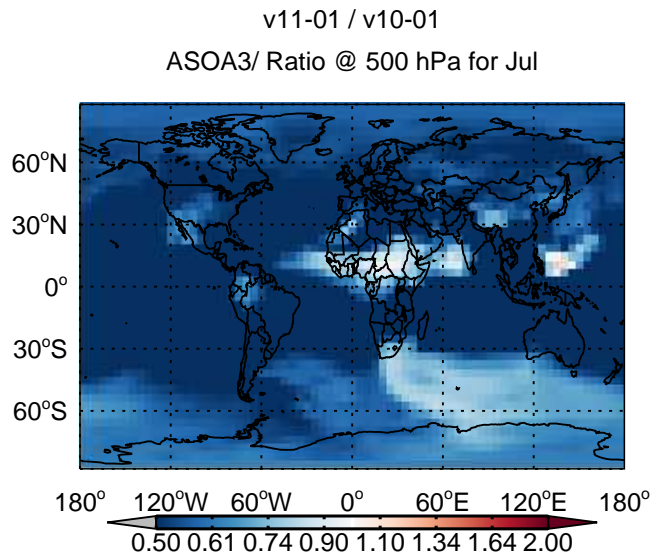 v11-01 / v10-01
ASOA3/ Ratio @ 500 hPa for Jul
60°N
30°N
0°
30°S
60°S
180° 120°W 60°W 0° 60°E 120°E 180°
0.50 0.61 0.74 0.90 1.10 1.34 1.64 2.00